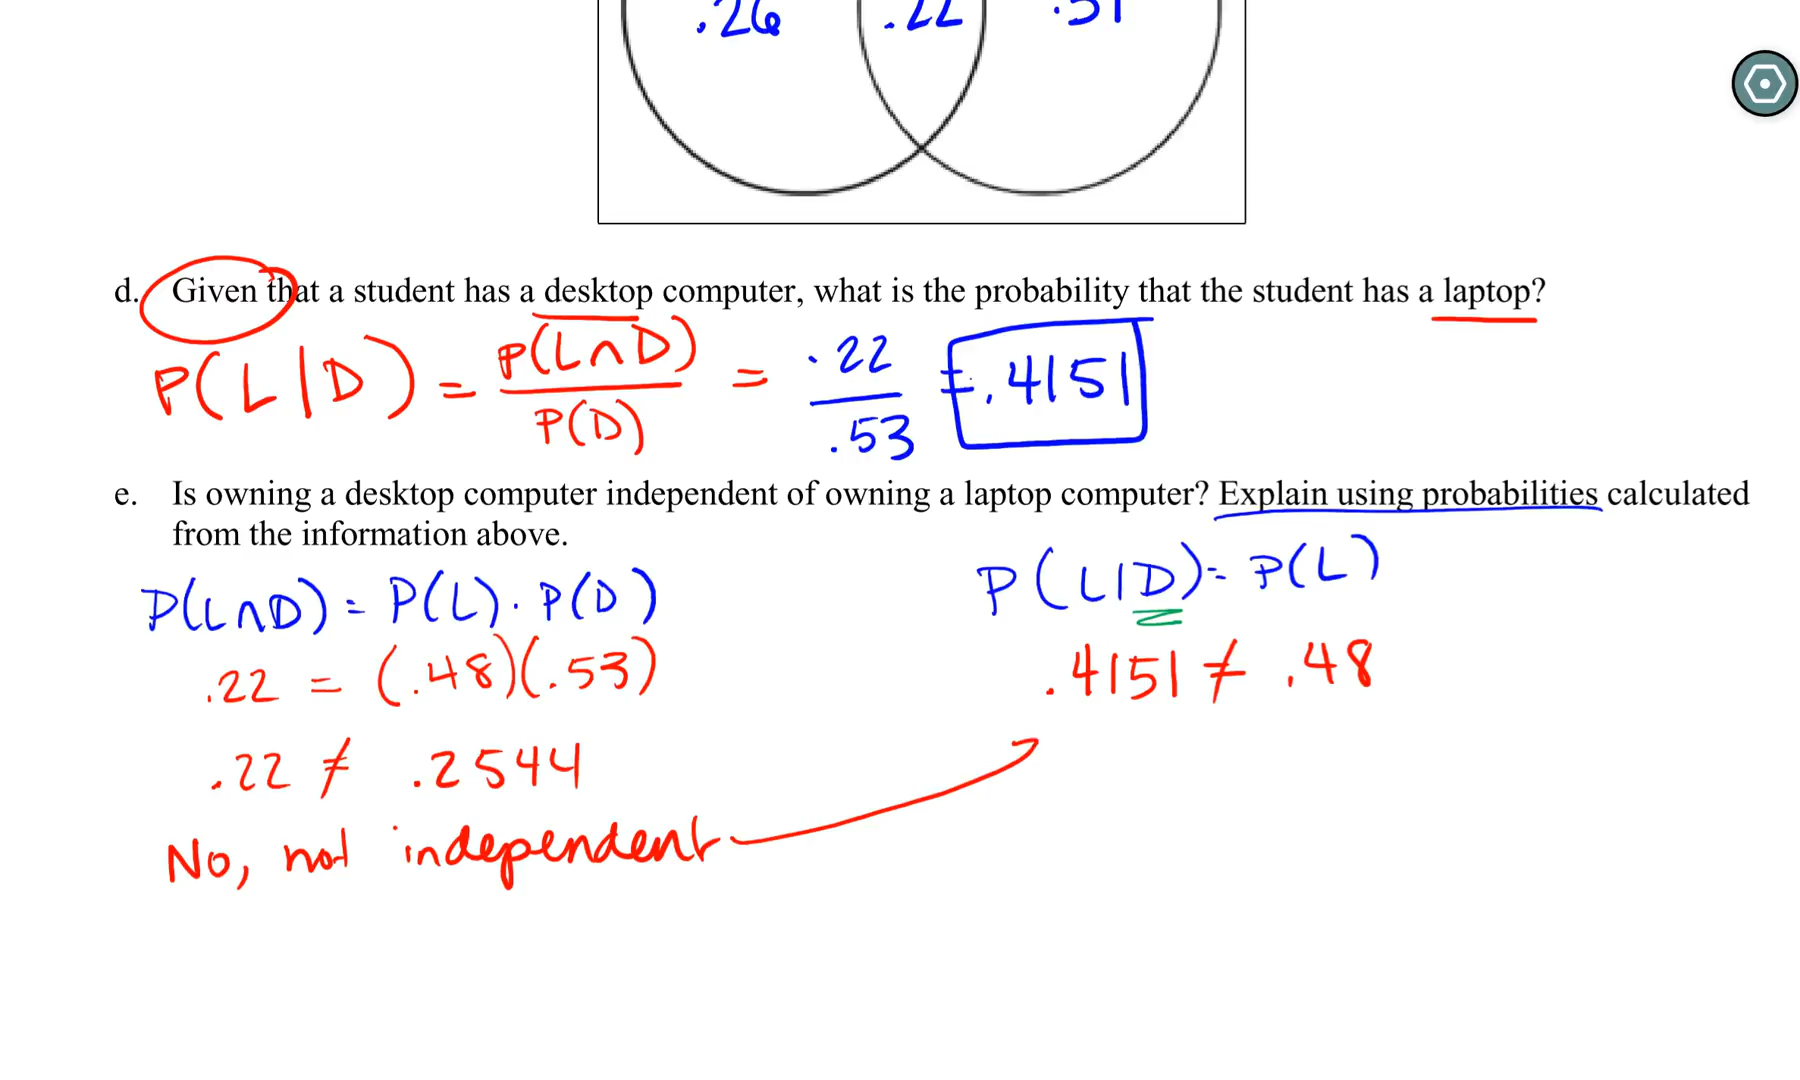 .26 .22 .31
d. Given that a student has a desktop computer, what is the probability that the student has a laptop?
P(L|D) = P(L∩D) / P(D) = .22 / .53 = .4151
e. Is owning a desktop computer independent of owning a laptop computer? Explain using probabilities calculated
from the information above.
P(L∩D) = P(L) · P(D)
.22 = (.48)(.53)
.22 ≠ .2544
No, not independent
P(L|D) = P(L)
.4151 ≠ .48